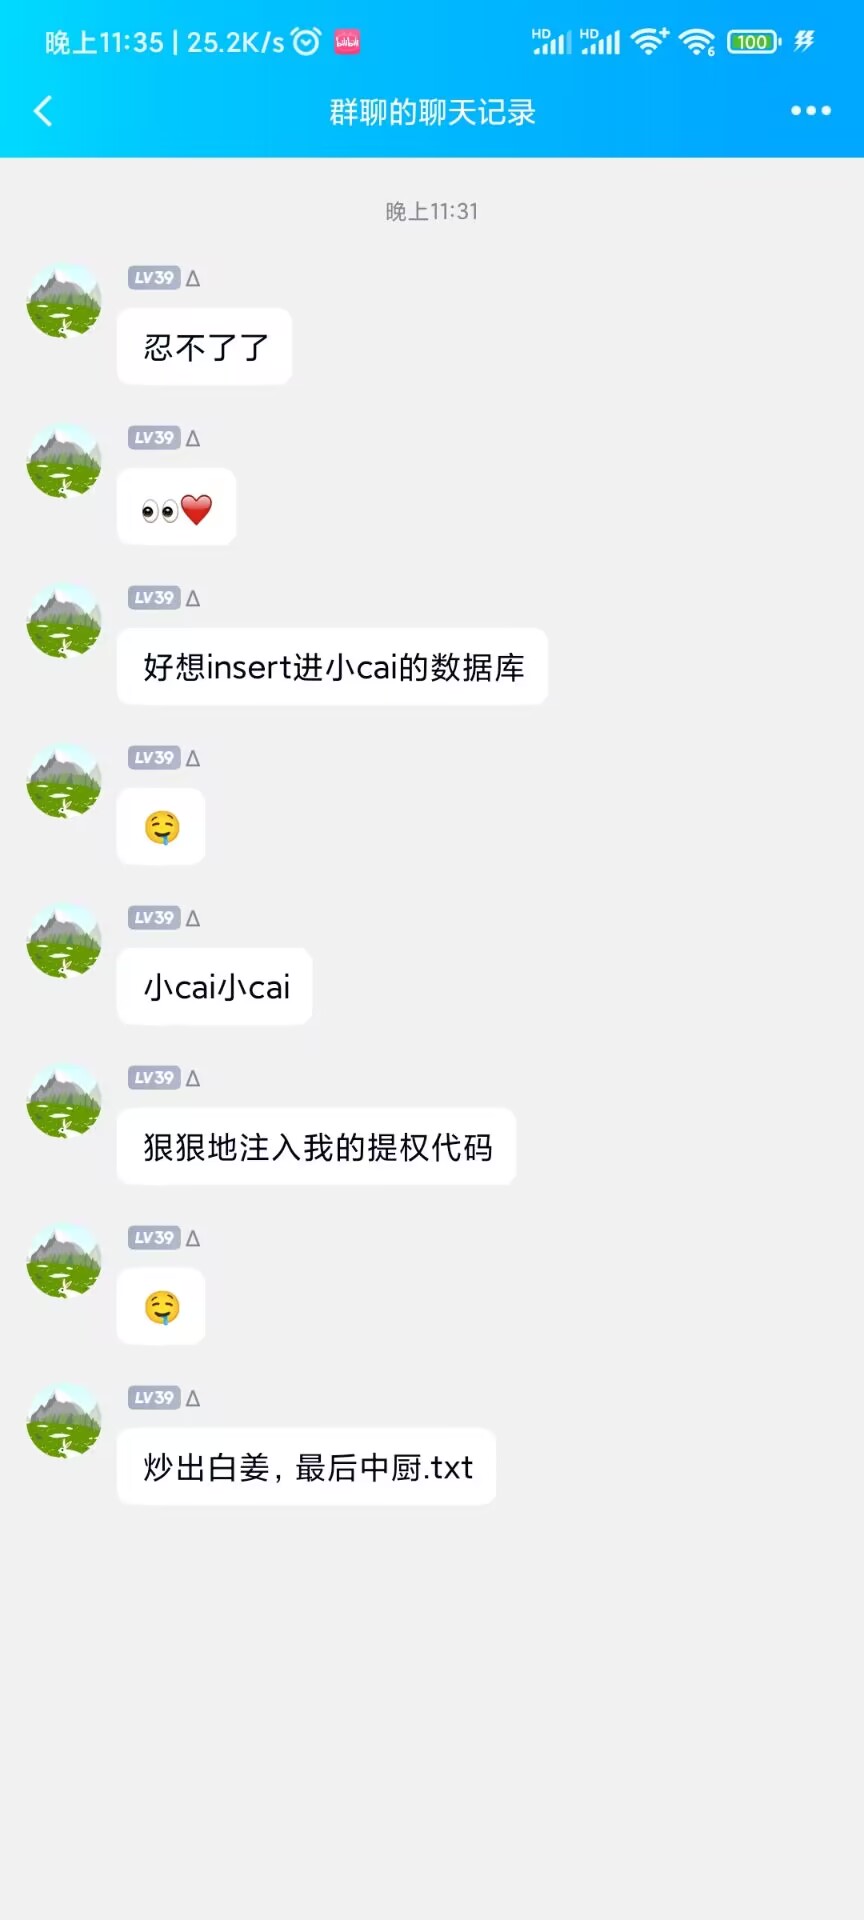 晚上11:35 | 25.2K/s bilibili HD HD 6 100
群聊的聊天记录
晚上11:31
LV39 Δ
忍不了了
LV39 Δ
👀❤️
LV39 Δ
好想insert进小cai的数据库
LV39 Δ
🤤
LV39 Δ
小cai小cai
LV39 Δ
狠狠地注入我的提权代码
LV39 Δ
🤤
LV39 Δ
炒出白姜，最后中厨.txt